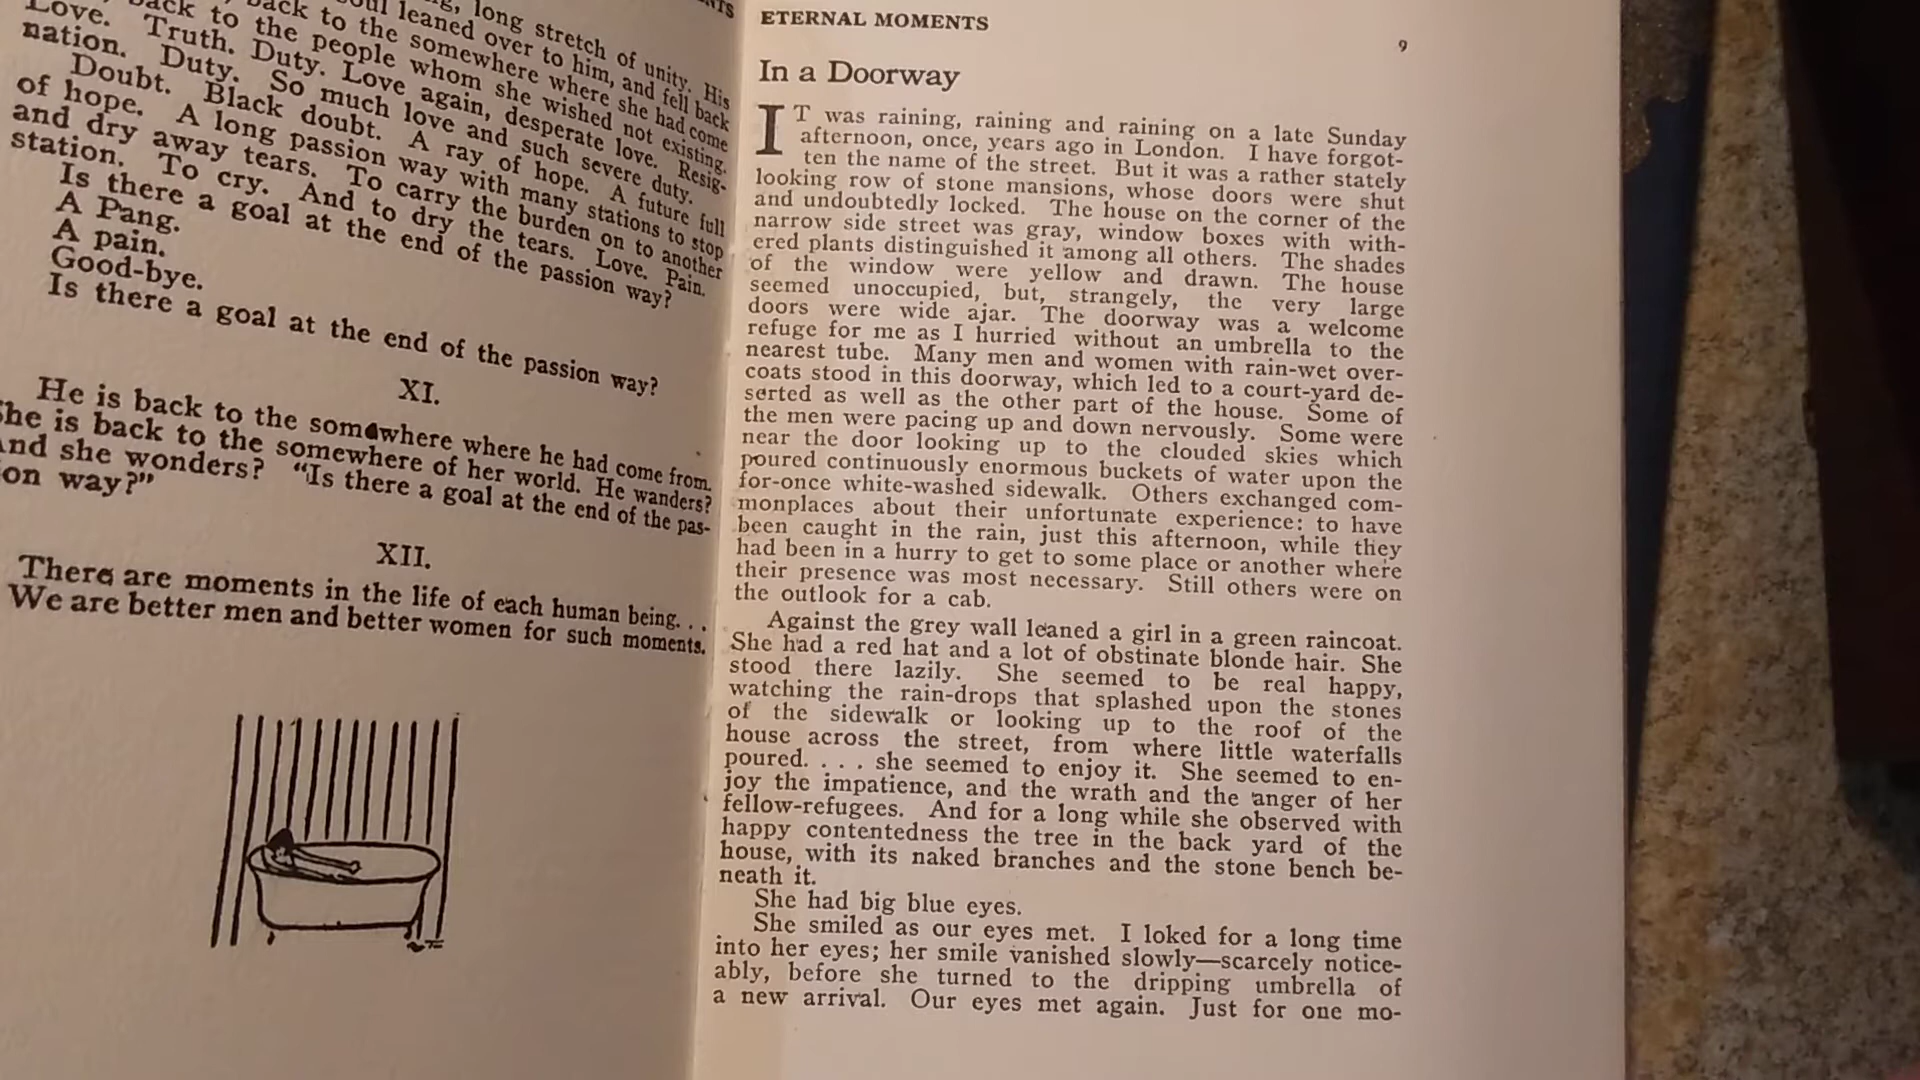 NTS
g, long stretch of unity. His
oul leaned over to him, and fell back
back to the somewhere where she had come
back to the people whom she wished not existing.
Love. Truth. Duty. Love again, desperate love. Resig-
nation. Duty. So much love and such severe duty.
Doubt. Black doubt. A ray of hope. A future full
of hope. A long passion way with many stations to stop
and dry away tears. To carry the burden on to another
station. To cry. And to dry the tears. Love. Pain.
Is there a goal at the end of the passion way?
A Pang.
A pain.
Good-bye.
Is there a goal at the end of the passion way?
XI.
He is back to the somewhere where he had come from.
She is back to the somewhere of her world. He wanders?
And she wonders? "Is there a goal at the end of the pas-
on way?"
XII.
There are moments in the life of each human being. . .
We are better men and better women for such moments.
ETERNAL MOMENTS
9
In a Doorway
IT was raining, raining and raining on a late Sunday
afternoon, once, years ago in London. I have forgot-
ten the name of the street. But it was a rather stately
looking row of stone mansions, whose doors were shut
and undoubtedly locked. The house on the corner of the
narrow side street was gray, window boxes with with-
ered plants distinguished it among all others. The shades
of the window were yellow and drawn. The house
seemed unoccupied, but, strangely, the very large
doors were wide ajar. The doorway was a welcome
refuge for me as I hurried without an umbrella to the
nearest tube. Many men and women with rain-wet over-
coats stood in this doorway, which led to a court-yard de-
serted as well as the other part of the house. Some of
the men were pacing up and down nervously. Some were
near the door looking up to the clouded skies which
poured continuously enormous buckets of water upon the
for-once white-washed sidewalk. Others exchanged com-
monplaces about their unfortunate experience: to have
been caught in the rain, just this afternoon, while they
had been in a hurry to get to some place or another where
their presence was most necessary. Still others were on
the outlook for a cab.
Against the grey wall leaned a girl in a green raincoat.
She had a red hat and a lot of obstinate blonde hair. She
stood there lazily. She seemed to be real happy,
watching the rain-drops that splashed upon the stones
of the sidewalk or looking up to the roof of the
house across the street, from where little waterfalls
poured. . . . she seemed to enjoy it. She seemed to en-
joy the impatience, and the wrath and the anger of her
fellow-refugees. And for a long while she observed with
happy contentedness the tree in the back yard of the
house, with its naked branches and the stone bench be-
neath it.
She had big blue eyes.
She smiled as our eyes met. I loked for a long time
into her eyes; her smile vanished slowly—scarcely notice-
ably, before she turned to the dripping umbrella of
a new arrival. Our eyes met again. Just for one mo-